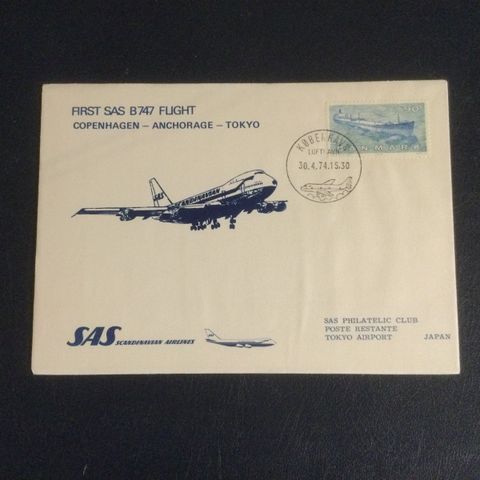 FIRST SAS B747 FLIGHT
COPENHAGEN – ANCHORAGE – TOKYO
KØBENHAVN
LUFTHAVN
30.4.74.15.30
DANMARK
SAS
SCANDINAVIAN
SAS SCANDINAVIAN AIRLINES
SAS PHILATELIC CLUB
POSTE RESTANTE
TOKYO AIRPORT JAPAN